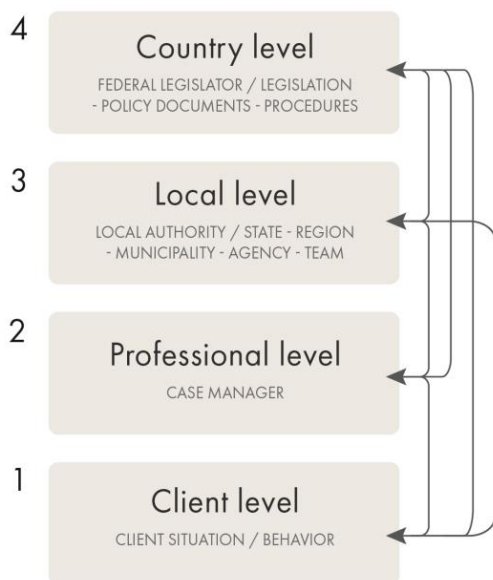 4
Country level
FEDERAL LEGISLATOR / LEGISLATION
- POLICY DOCUMENTS - PROCEDURES
3
Local level
LOCAL AUTHORITY / STATE - REGION
- MUNICIPALITY - AGENCY - TEAM
2
Professional level
CASE MANAGER
1
Client level
CLIENT SITUATION / BEHAVIOR